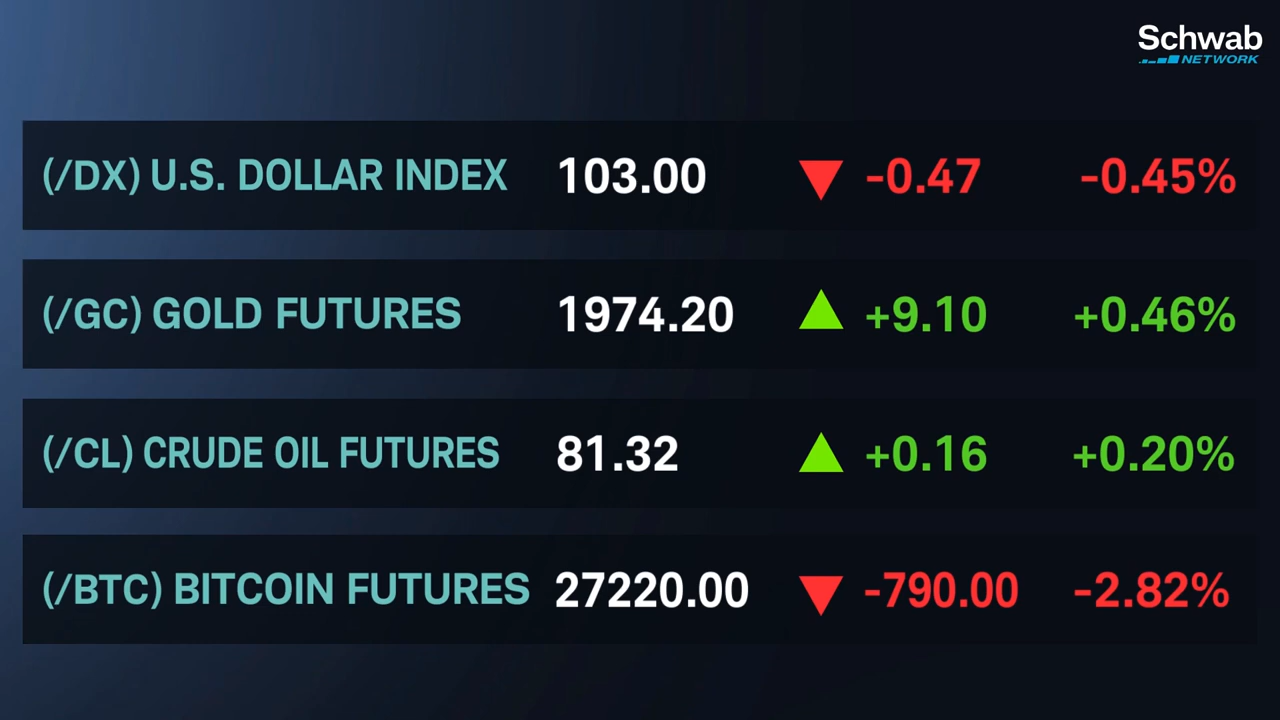 Schwab
NETWORK
(/DX) U.S. DOLLAR INDEX 103.00 ▼ -0.47 -0.45%
(/GC) GOLD FUTURES 1974.20 ▲ +9.10 +0.46%
(/CL) CRUDE OIL FUTURES 81.32 ▲ +0.16 +0.20%
(/BTC) BITCOIN FUTURES 27220.00 ▼ -790.00 -2.82%